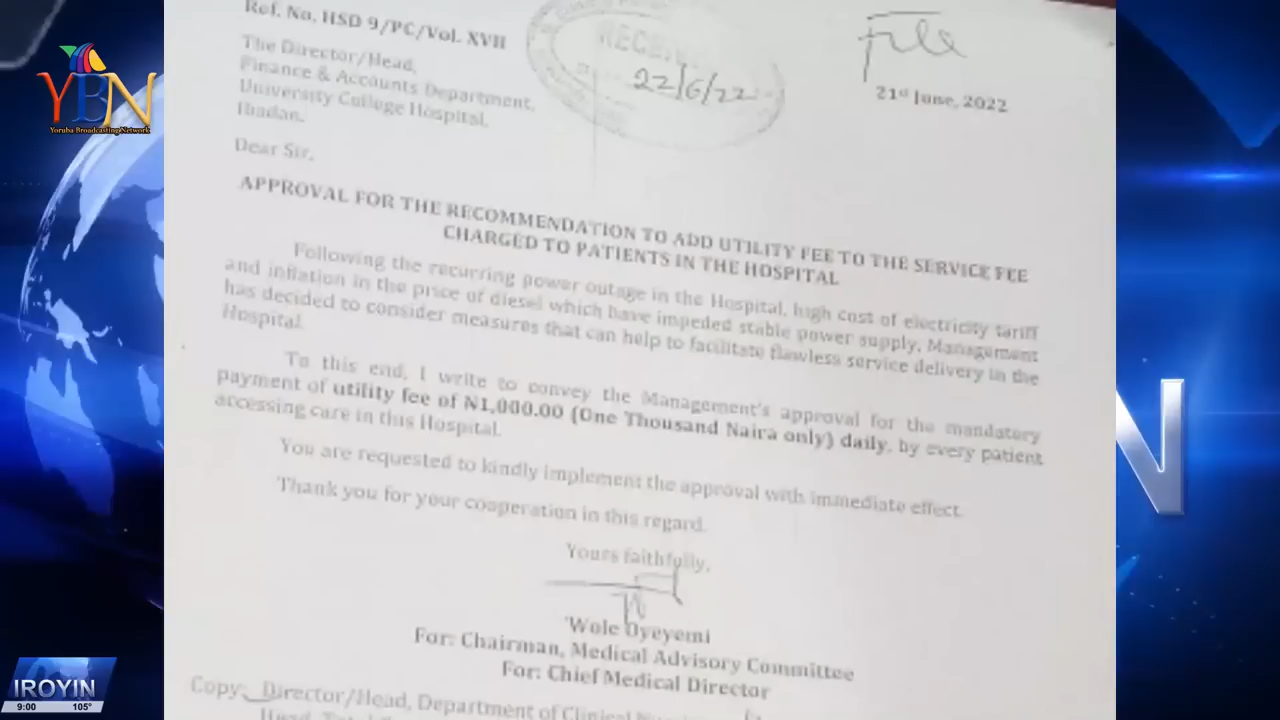 Ref. No. HSD 9/PC/Vol. XVII
RECEIVED
22/6/22
File
21st June, 2022
The Director/Head,
Finance & Accounts Department,
University College Hospital,
Ibadan.
Dear Sir,
APPROVAL FOR THE RECOMMENDATION TO ADD UTILITY FEE TO THE SERVICE FEE
CHARGED TO PATIENTS IN THE HOSPITAL
Following the recurring power outage in the Hospital, high cost of electricity tariff
and inflation in the price of diesel which have impeded stable power supply, Management
has decided to consider measures that can help to facilitate flawless service delivery in the
Hospital.
To this end, I write to convey the Management's approval for the mandatory
payment of utility fee of ₦1,000.00 (One Thousand Naira only) daily, by every patient
accessing care in this Hospital.
You are requested to kindly implement the approval with immediate effect.
Thank you for your cooperation in this regard.
Yours faithfully,
'Wole Oyeyemi
For: Chairman, Medical Advisory Committee
For: Chief Medical Director
Copy: Director/Head, Department of Clinical
Head,
YBN
Yoruba Broadcasting Network
N
IROYIN
9:00 105°